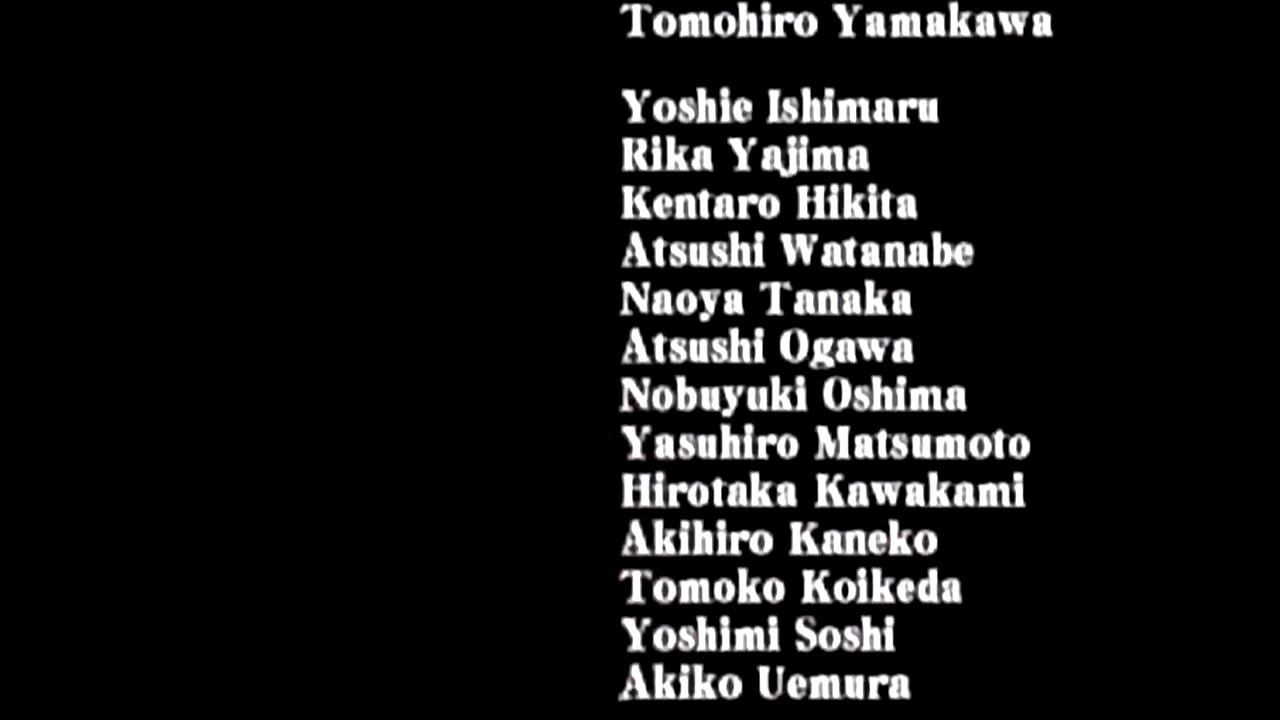 Tomohiro Yamakawa
Yoshie Ishimaru
Rika Yajima
Kentaro Hikita
Atsushi Watanabe
Naoya Tanaka
Atsushi Ogawa
Nobuyuki Oshima
Yasuhiro Matsumoto
Hirotaka Kawakami
Akihiro Kaneko
Tomoko Koikeda
Yoshimi Soshi
Akiko Uemura